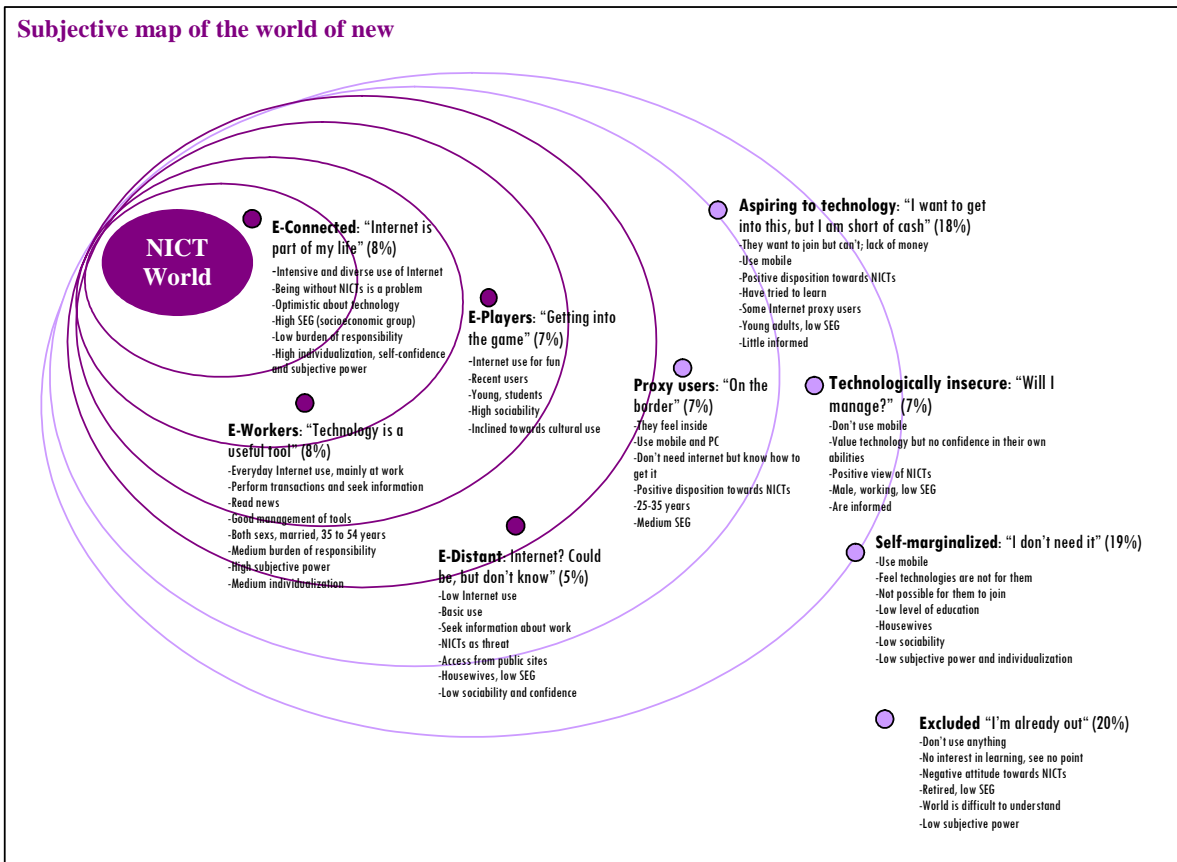 Subjective map of the world of new
NICT
World
E-Connected: “Internet is
part of my life” (8%)
-Intensive and diverse use of Internet
-Being without NICTs is a problem
-Optimistic about technology
-High SEG (socioeconomic group)
-Low burden of responsibility
-High individualization, self-confidence
and subjective power
E-Workers: “Technology is a
useful tool” (8%)
-Everyday Internet use, mainly at work
-Perform transactions and seek information
-Read news
-Good management of tools
-Both sexs, married, 35 to 54 years
-Medium burden of responsibility
-High subjective power
-Medium individualization
E-Players: “Getting into
the game” (7%)
-Internet use for fun
-Recent users
-Young, students
-High sociability
-Inclined towards cultural use
E-Distant: Internet? Could
be, but don’t know” (5%)
-Low Internet use
-Basic use
-Seek information about work
-NICTs as threat
-Access from public sites
-Housewives, low SEG
-Low sociability and confidence
Aspiring to technology: “I want to get
into this, but I am short of cash” (18%)
-They want to join but can’t; lack of money
-Use mobile
-Positive disposition towards NICTs
-Have tried to learn
-Some Internet proxy users
-Young adults, low SEG
-Little informed
Proxy users: “On the
border” (7%)
-They feel inside
-Use mobile and PC
-Don’t need internet but know how to
get it
-Positive disposition towards NICTs
-25-35 years
-Medium SEG
Technologically insecure: “Will I
manage?” (7%)
-Don’t use mobile
-Value technology but no confidence in their own
abilities
-Positive view of NICTs
-Male, working, low SEG
-Are informed
Self-marginalized: “I don’t need it” (19%)
-Use mobile
-Feel technologies are not for them
-Not possible for them to join
-Low level of education
-Housewives
-Low sociability
-Low subjective power and individualization
Excluded “I’m already out“ (20%)
-Don’t use anything
-No interest in learning, see no point
-Negative attitude towards NICTs
-Retired, low SEG
-World is difficult to understand
-Low subjective power